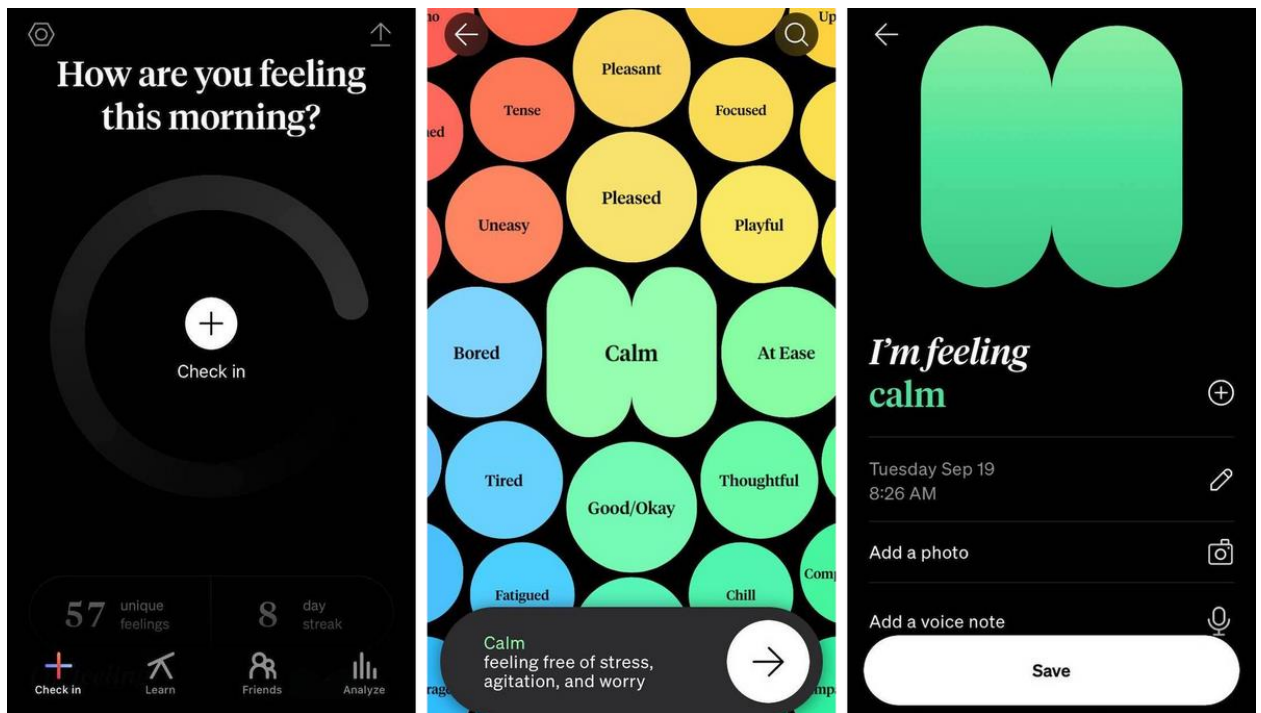 How are you feeling
this morning?
Check in
57
unique
feelings
8
day
streak
Check in
Learn
Friends
Analyze
Pleasant
Tense
Focused
Pleased
Uneasy
Playful
Bored
Calm
At Ease
Tired
Thoughtful
Good/Okay
Fatigued
Chill
Calm
feeling free of stress,
agitation, and worry
I'm feeling
calm
Tuesday Sep 19
8:26 AM
Add a photo
Add a voice note
Save